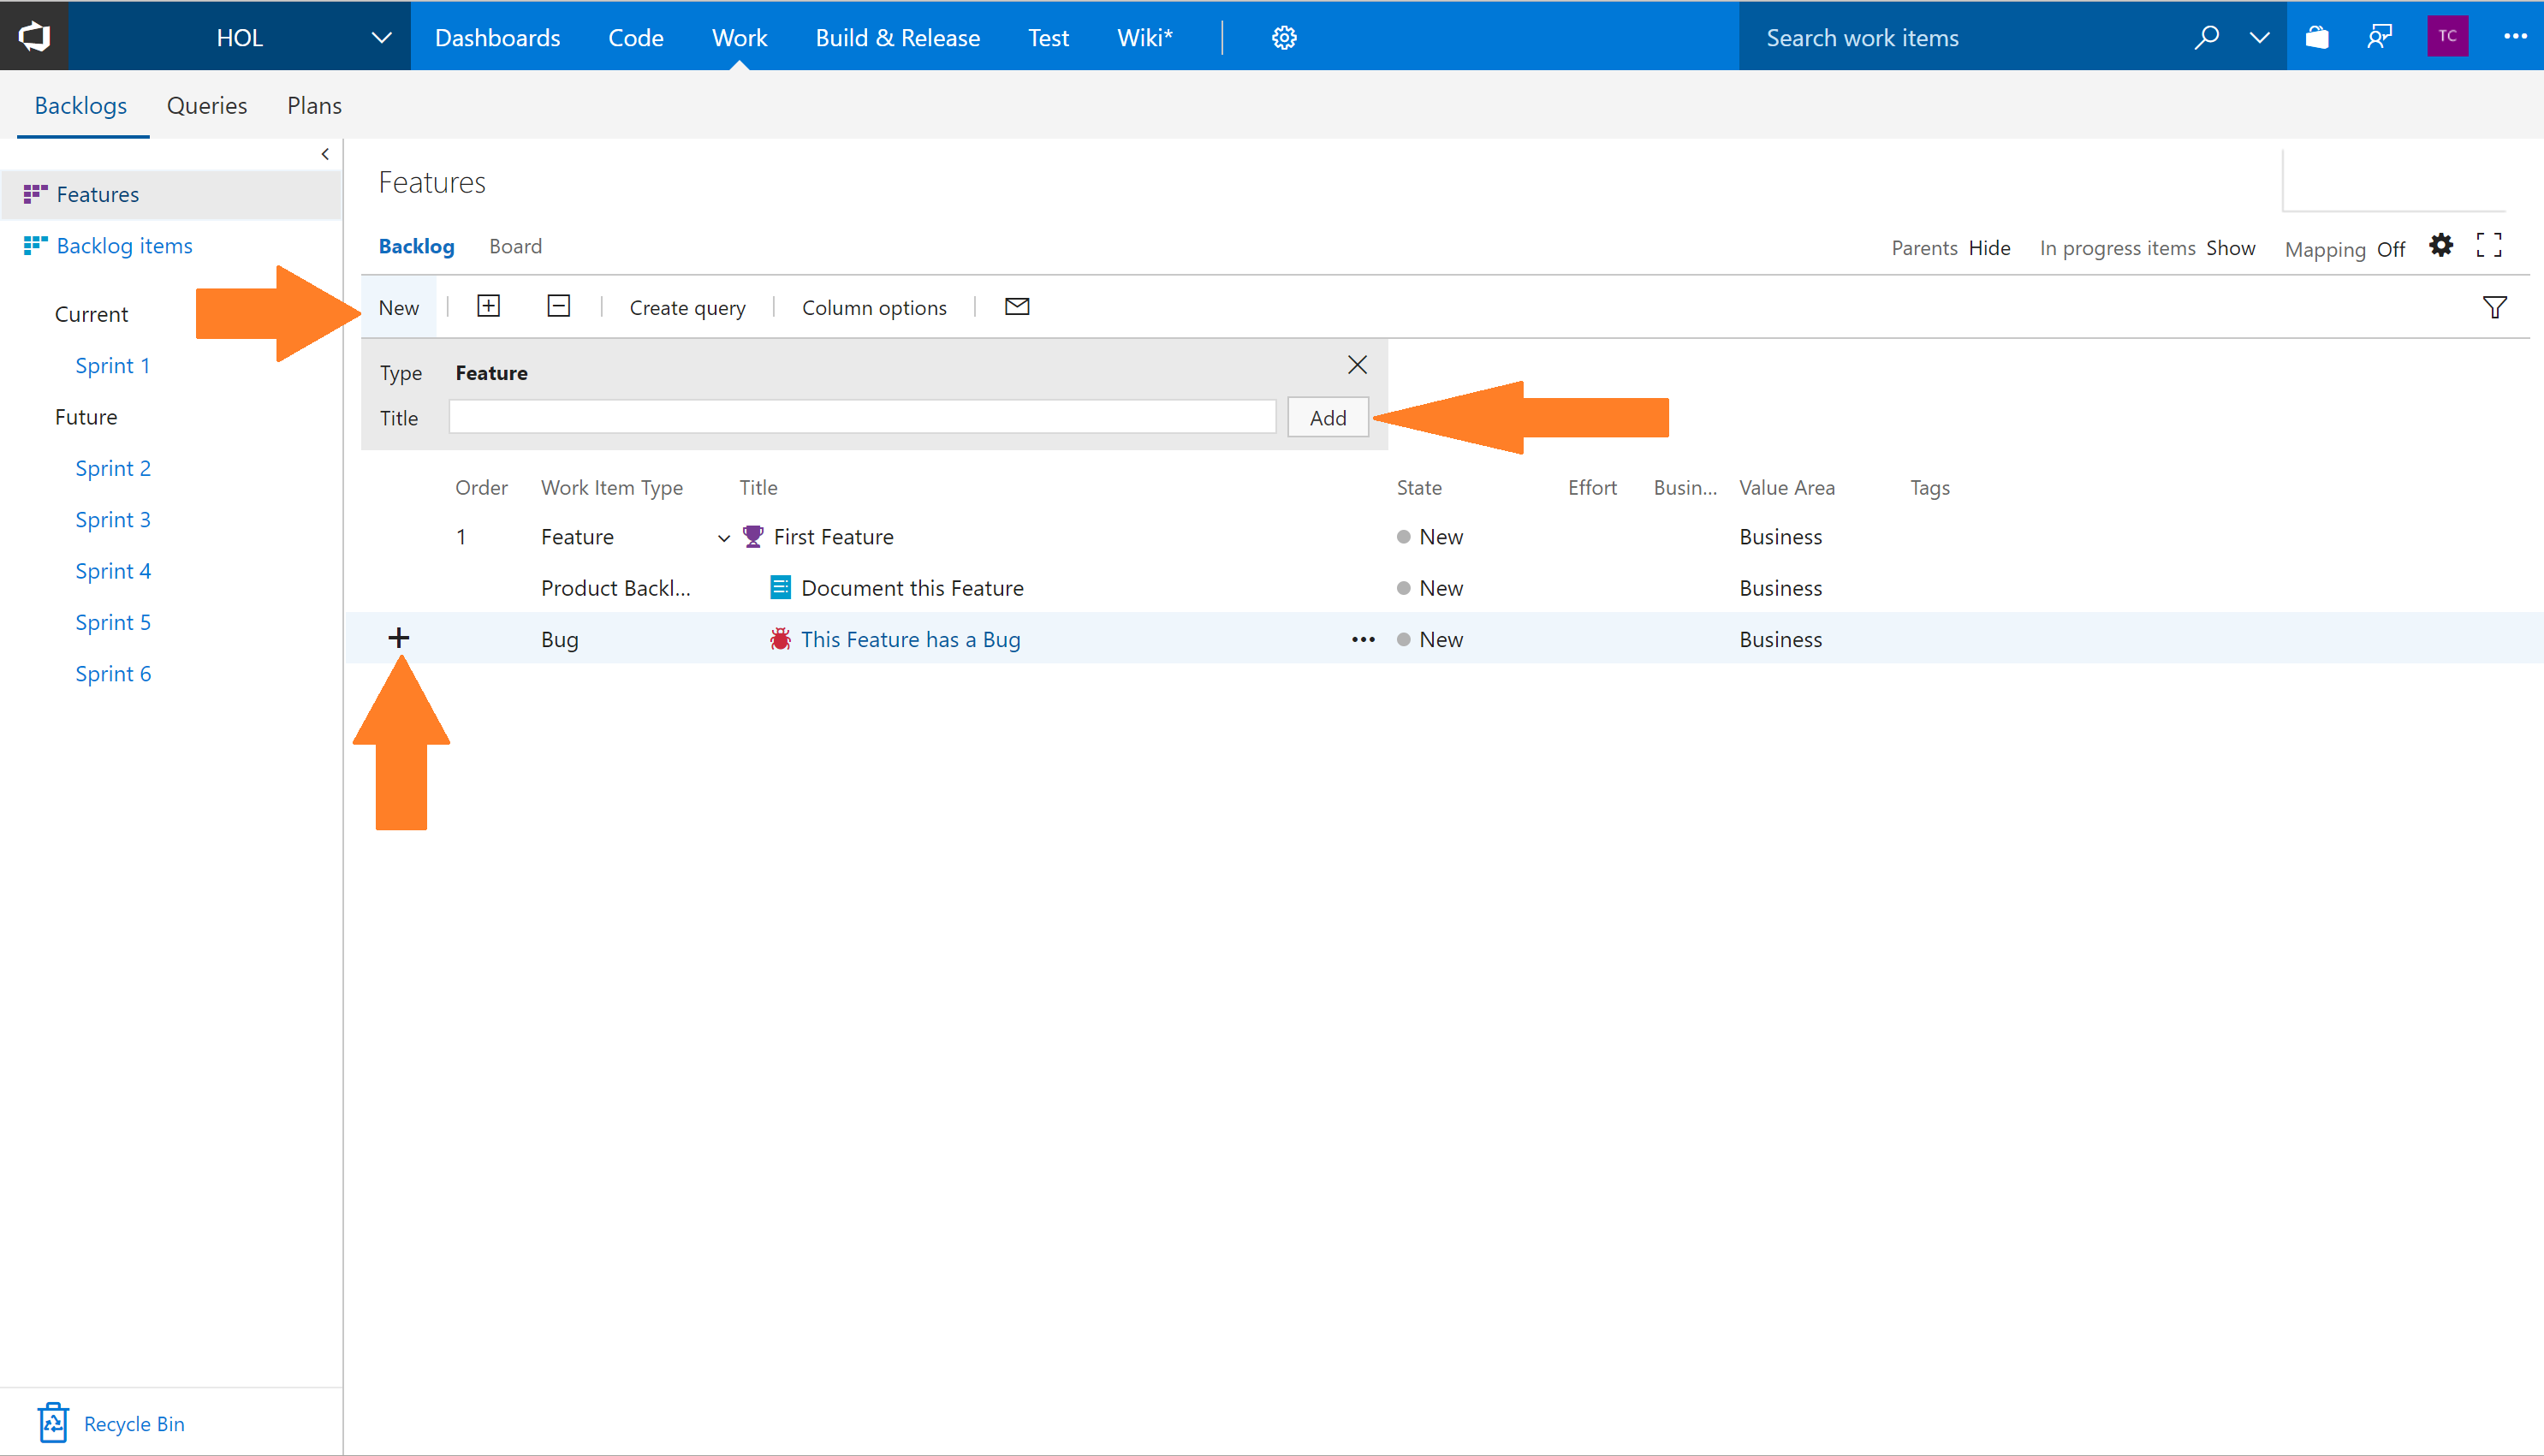 HOL Dashboards Code Work Build & Release Test Wiki* Search work items TC
Backlogs Queries Plans
Features
Backlog items
Current
Sprint 1
Future
Sprint 2
Sprint 3
Sprint 4
Sprint 5
Sprint 6
Recycle Bin
Features
Backlog Board Parents Hide In progress items Show Mapping Off
New Create query Column options
Type Feature
Title Add
Order Work Item Type Title State Effort Busin... Value Area Tags
1 Feature First Feature New Business
Product Backl... Document this Feature New Business
Bug This Feature has a Bug New Business